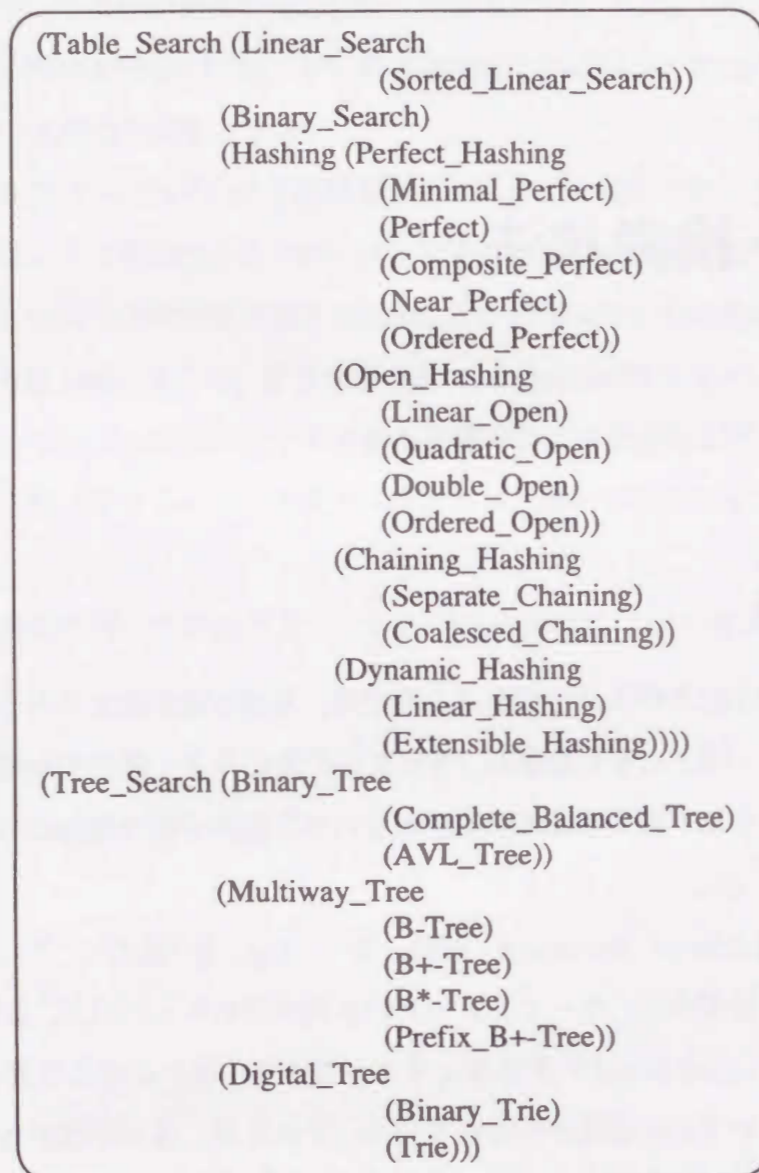 (Table_Search (Linear_Search
(Sorted_Linear_Search))
(Binary_Search)
(Hashing (Perfect_Hashing
(Minimal_Perfect)
(Perfect)
(Composite_Perfect)
(Near_Perfect)
(Ordered_Perfect))
(Open_Hashing
(Linear_Open)
(Quadratic_Open)
(Double_Open)
(Ordered_Open))
(Chaining_Hashing
(Separate_Chaining)
(Coalesced_Chaining))
(Dynamic_Hashing
(Linear_Hashing)
(Extensible_Hashing))))
(Tree_Search (Binary_Tree
(Complete_Balanced_Tree)
(AVL_Tree))
(Multiway_Tree
(B-Tree)
(B+-Tree)
(B*-Tree)
(Prefix_B+-Tree))
(Digital_Tree
(Binary_Trie)
(Trie)))